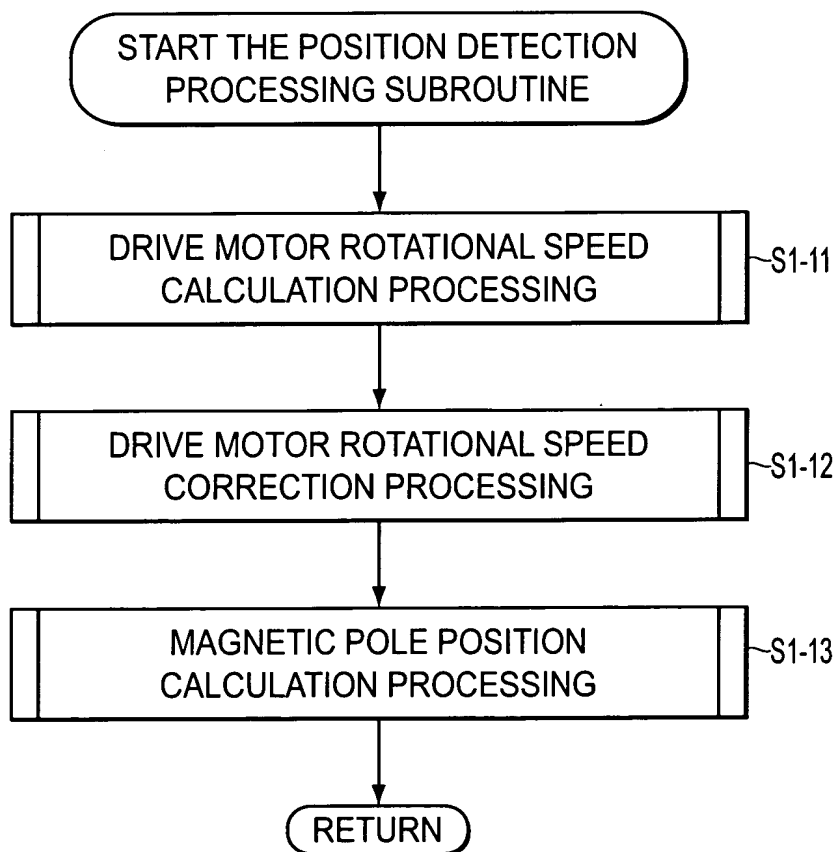 START THE POSITION DETECTION
PROCESSING SUBROUTINE
DRIVE MOTOR ROTATIONAL SPEED
CALCULATION PROCESSING
S1-11
DRIVE MOTOR ROTATIONAL SPEED
CORRECTION PROCESSING
S1-12
MAGNETIC POLE POSITION
CALCULATION PROCESSING
S1-13
RETURN